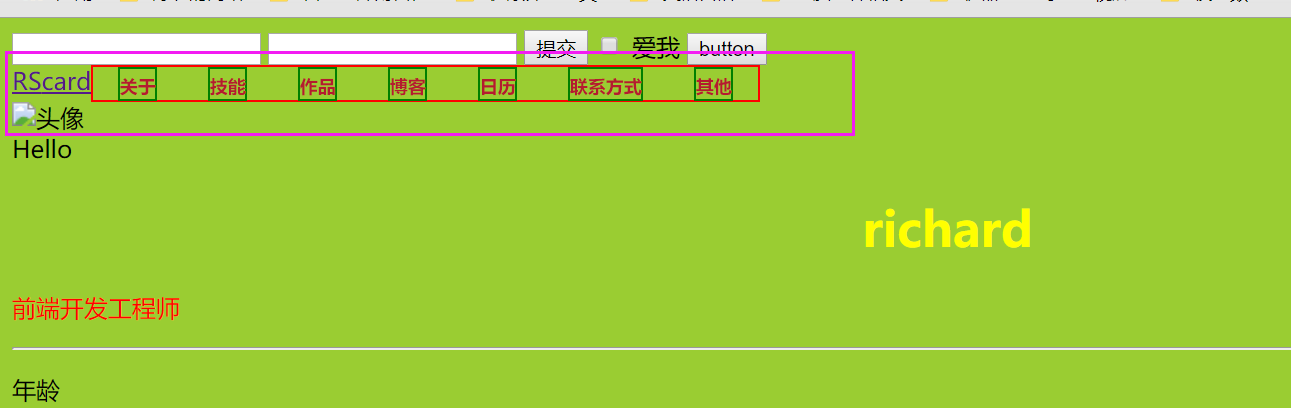 提交 爱我 button
RScard 关于 技能 作品 博客 日历 联系方式 其他
头像
Hello
richard
前端开发工程师
年龄